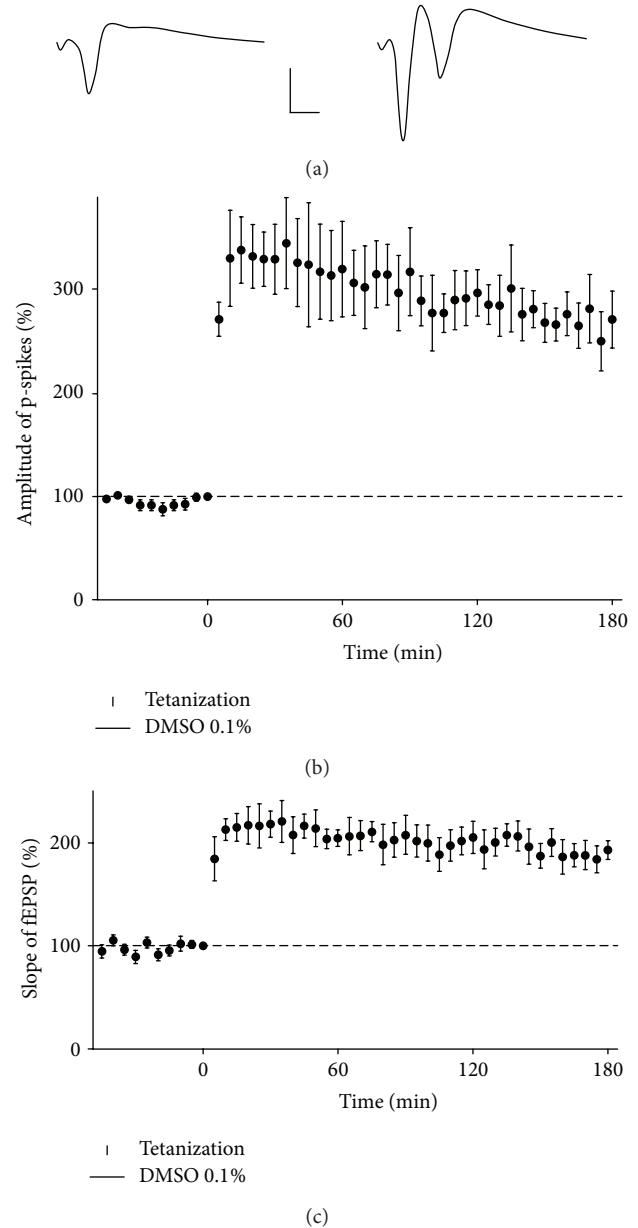 (a)
Amplitude of p-spikes (%)
300
200
100
0
0
60
120
180
Time (min)
Tetanization
DMSO 0.1%
(b)
Slope of fEPSP (%)
200
100
0
0
60
120
180
Time (min)
Tetanization
DMSO 0.1%
(c)